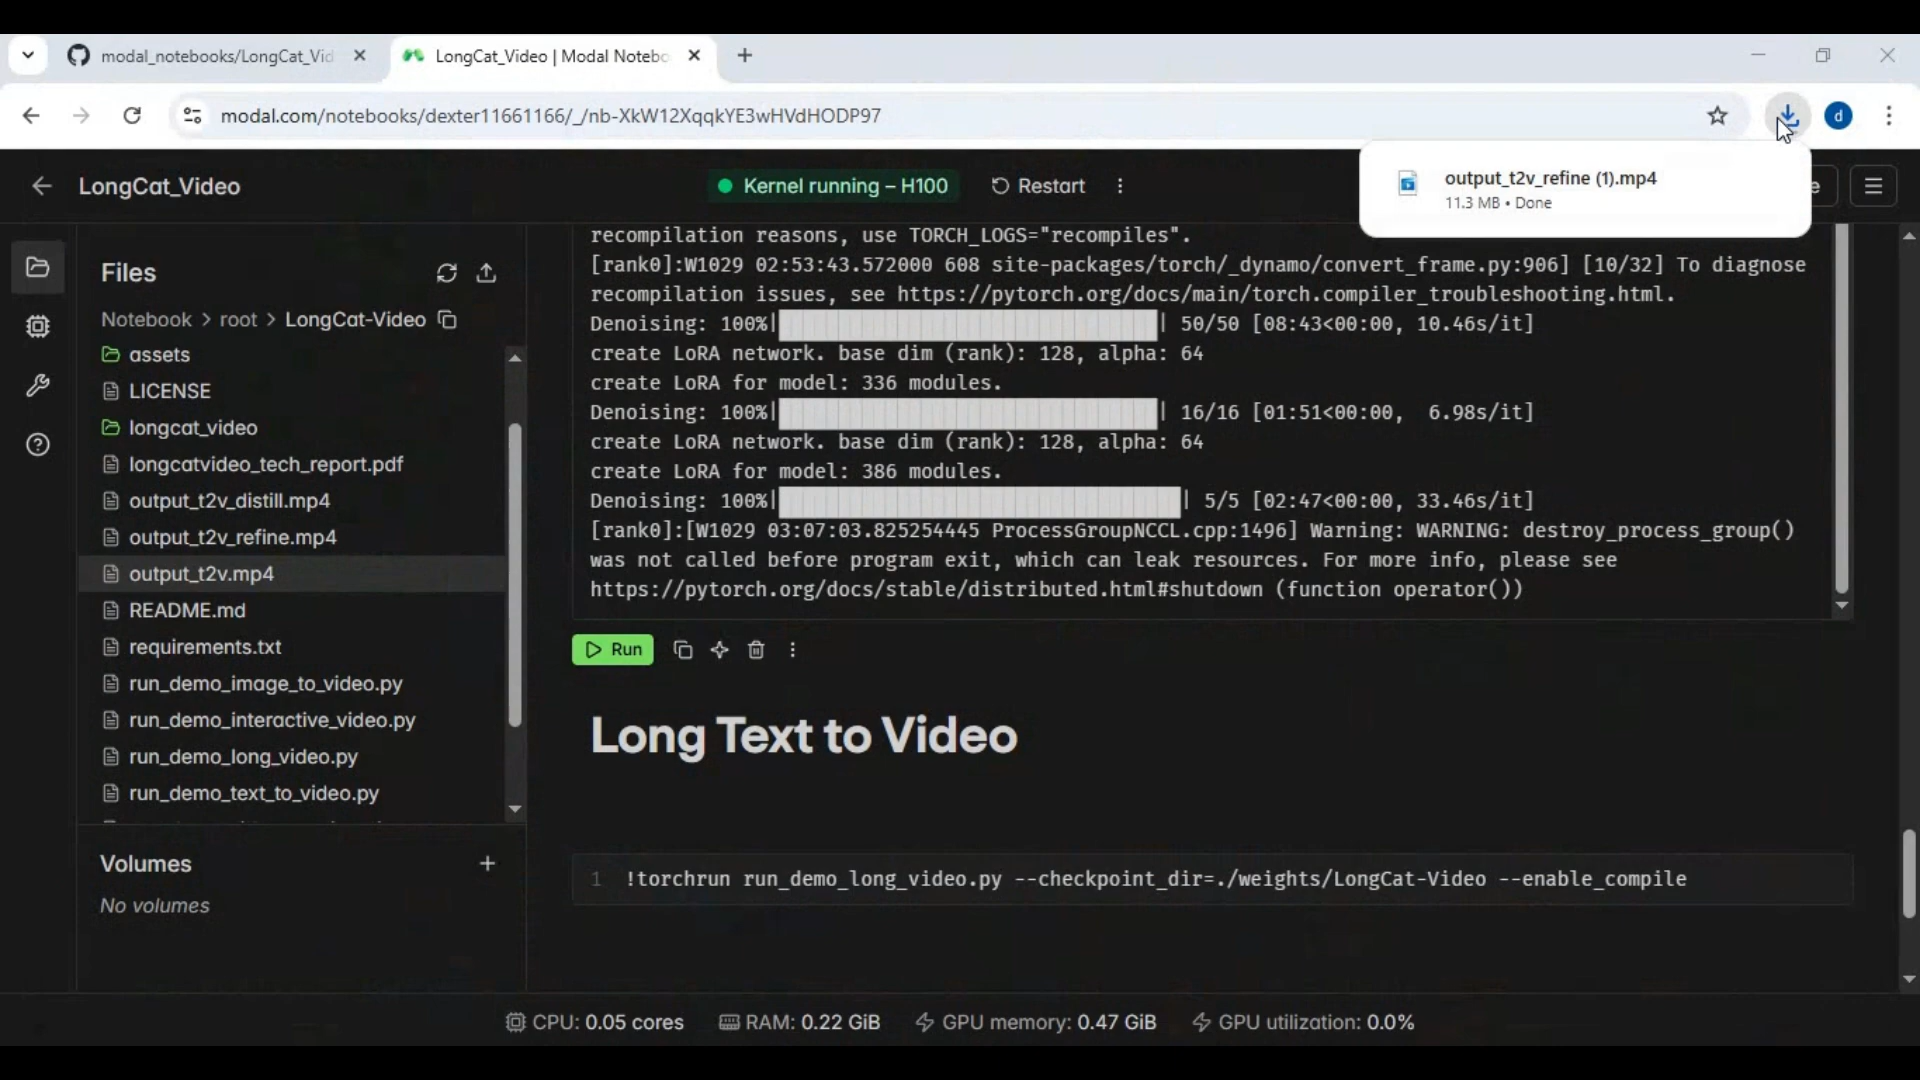 modal_notebooks/LongCat_Vid
LongCat_Video | Modal Notebo
modal.com/notebooks/dexter11661166/_/nb-XkW12XqqkYE3wHVdHODP97
d
output_t2v_refine (1).mp4
11.3 MB • Done
LongCat_Video
Kernel running – H100
Restart
e
Files
Notebook > root > LongCat-Video
assets
LICENSE
longcat_video
longcatvideo_tech_report.pdf
output_t2v_distill.mp4
output_t2v_refine.mp4
output_t2v.mp4
README.md
requirements.txt
run_demo_image_to_video.py
run_demo_interactive_video.py
run_demo_long_video.py
run_demo_text_to_video.py
Volumes
No volumes
recompilation reasons, use TORCH_LOGS="recompiles".
[rank0]:W1029 02:53:43.572000 608 site-packages/torch/_dynamo/convert_frame.py:906] [10/32] To diagnose
recompilation issues, see https://pytorch.org/docs/main/torch.compiler_troubleshooting.html.
Denoising: 100%| | 50/50 [08:43<00:00, 10.46s/it]
create LoRA network. base dim (rank): 128, alpha: 64
create LoRA for model: 336 modules.
Denoising: 100%| | 16/16 [01:51<00:00, 6.98s/it]
create LoRA network. base dim (rank): 128, alpha: 64
create LoRA for model: 386 modules.
Denoising: 100%| | 5/5 [02:47<00:00, 33.46s/it]
[rank0]:[W1029 03:07:03.825254445 ProcessGroupNCCL.cpp:1496] Warning: WARNING: destroy_process_group()
was not called before program exit, which can leak resources. For more info, please see
https://pytorch.org/docs/stable/distributed.html#shutdown (function operator())
Run
Long Text to Video
1 !torchrun run_demo_long_video.py --checkpoint_dir=./weights/LongCat-Video --enable_compile
CPU: 0.05 cores
RAM: 0.22 GiB
GPU memory: 0.47 GiB
GPU utilization: 0.0%